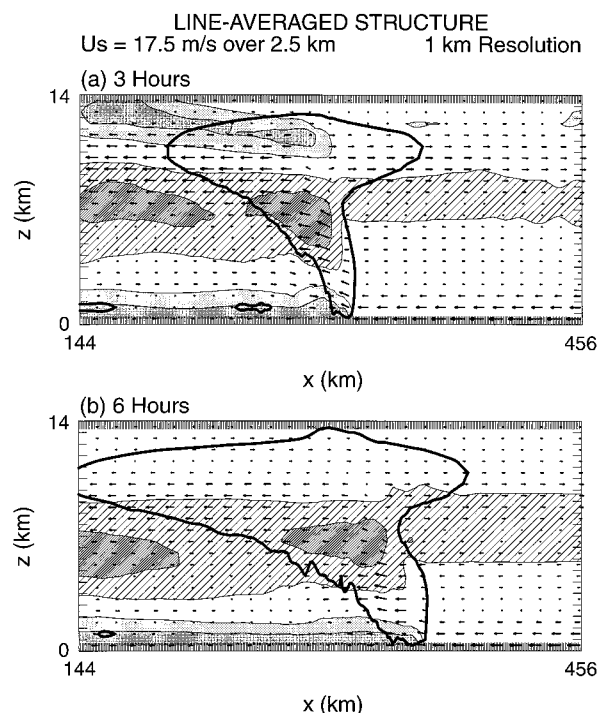 LINE-AVERAGED STRUCTURE
Us = 17.5 m/s over 2.5 km 1 km Resolution
(a) 3 Hours
14
z (km)
0
144 456
x (km)
(b) 6 Hours
14
z (km)
0
144 456
x (km)